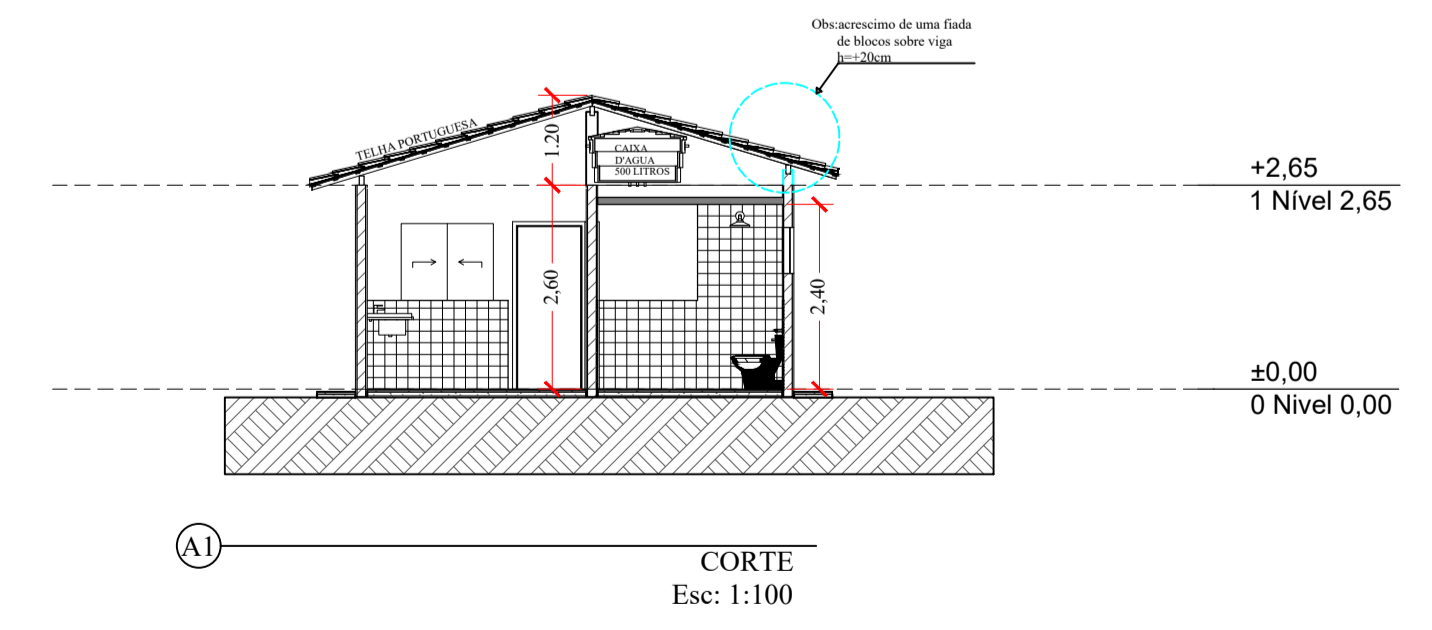 Obs:acrescimo de uma fiada
de blocos sobre viga
h=+20cm
TELHA PORTUGUESA
1.20
CAIXA
D'AGUA
500 LITROS
+2,65
1 Nível 2,65
2,60
2,40
±0,00
0 Nivel 0,00
A1
CORTE
Esc: 1:100